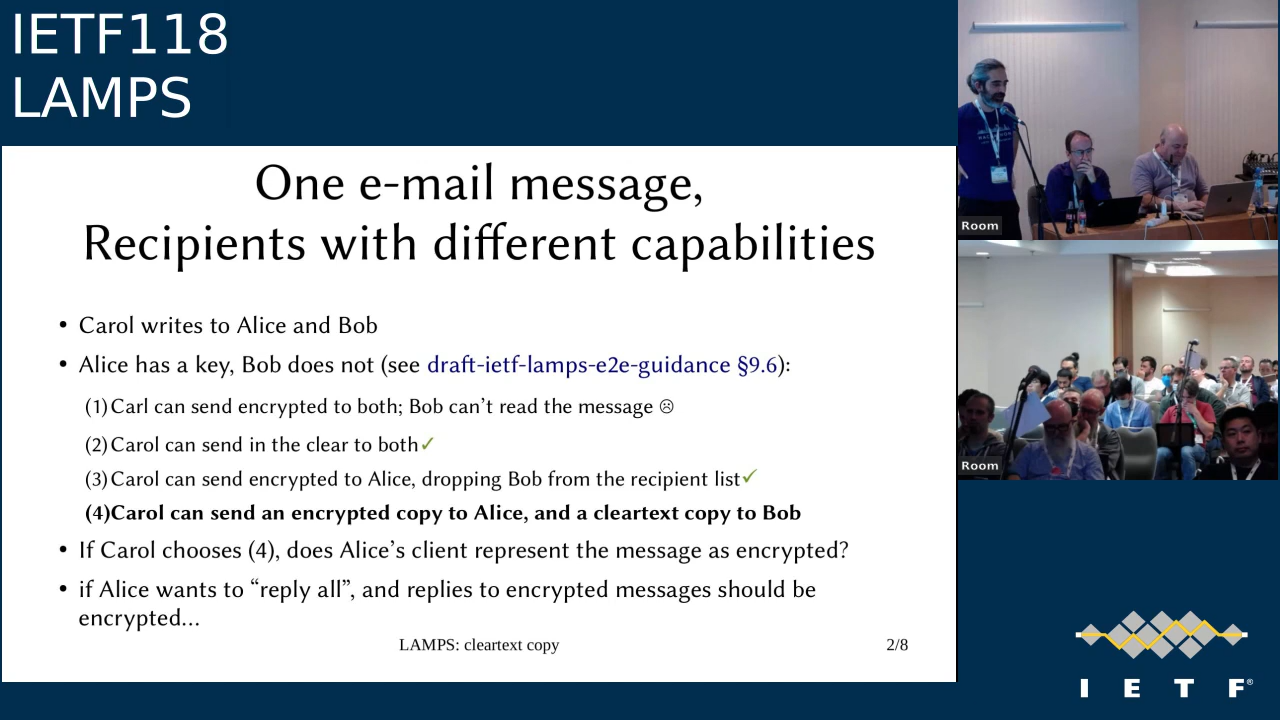 IETF118
LAMPS
One e-mail message,
Recipients with different capabilities
• Carol writes to Alice and Bob
• Alice has a key, Bob does not (see draft-ietf-lamps-e2e-guidance §9.6):
(1) Carl can send encrypted to both; Bob can’t read the message ☹
(2) Carol can send in the clear to both✓
(3) Carol can send encrypted to Alice, dropping Bob from the recipient list✓
(4)Carol can send an encrypted copy to Alice, and a cleartext copy to Bob
• If Carol chooses (4), does Alice’s client represent the message as encrypted?
• if Alice wants to “reply all”, and replies to encrypted messages should be
encrypted…
LAMPS: cleartext copy
2/8
Room
Room
I E T F®